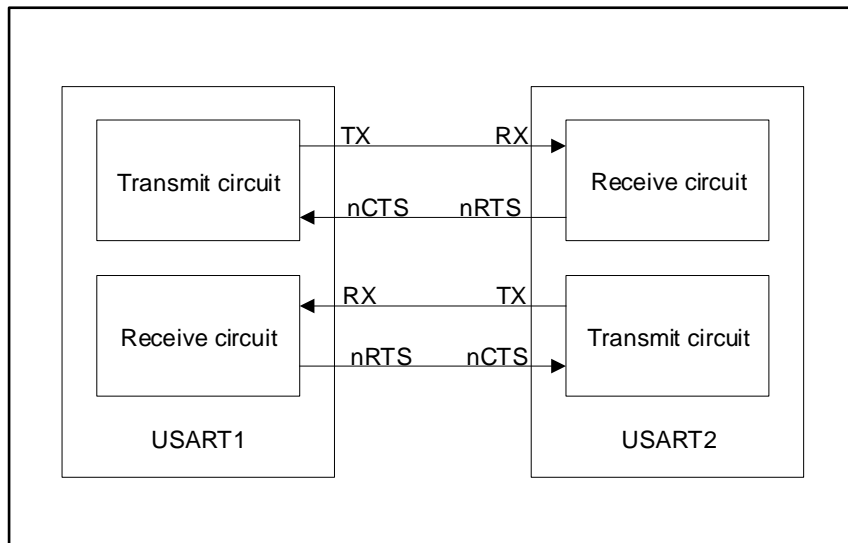 TX RX
Transmit circuit Receive circuit
nCTS nRTS
RX TX
Receive circuit Transmit circuit
nRTS nCTS
USART1 USART2